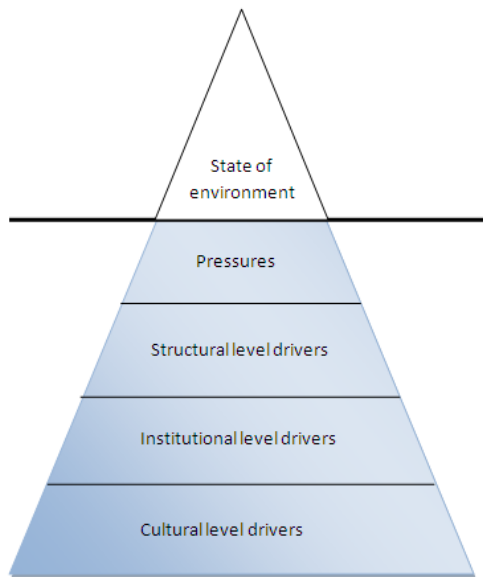 State of
environment
Pressures
Structural level drivers
Institutional level drivers
Cultural level drivers